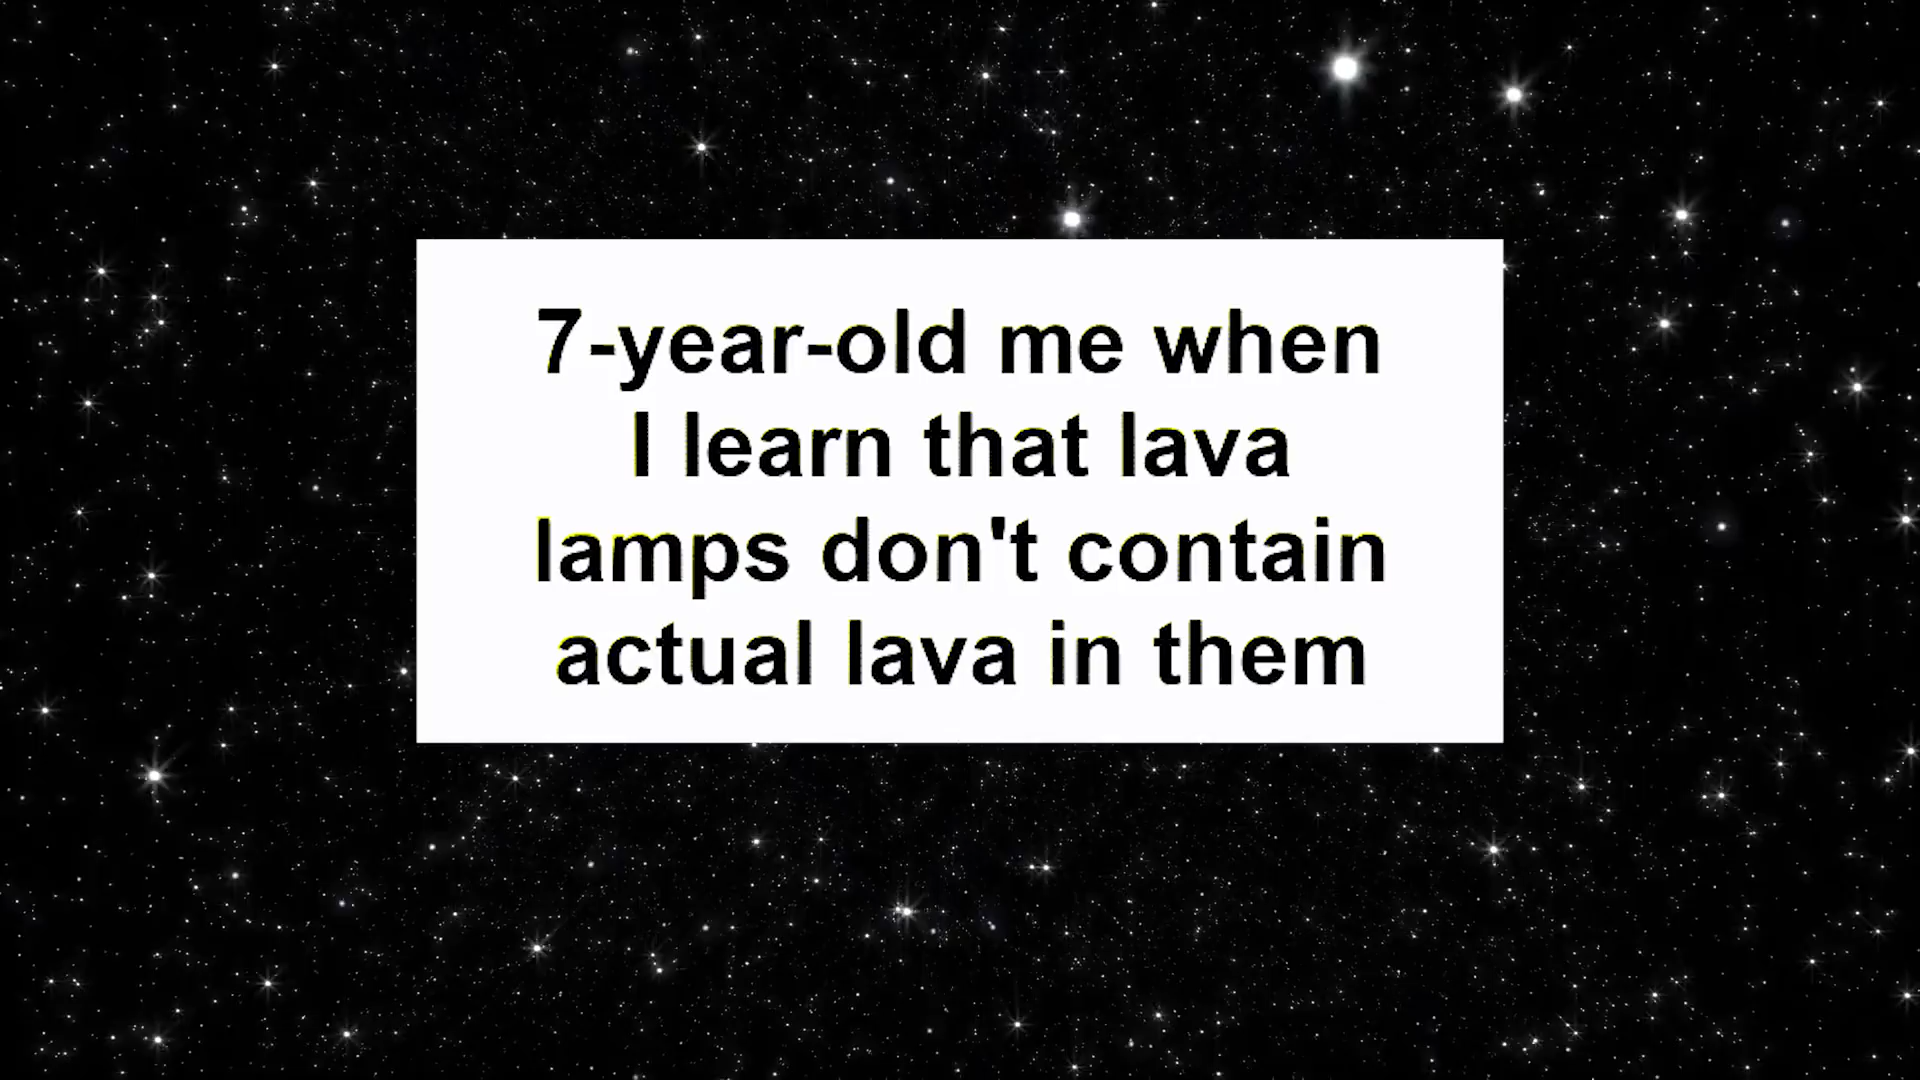 7-year-old me when
I learn that lava
lamps don't contain
actual lava in them